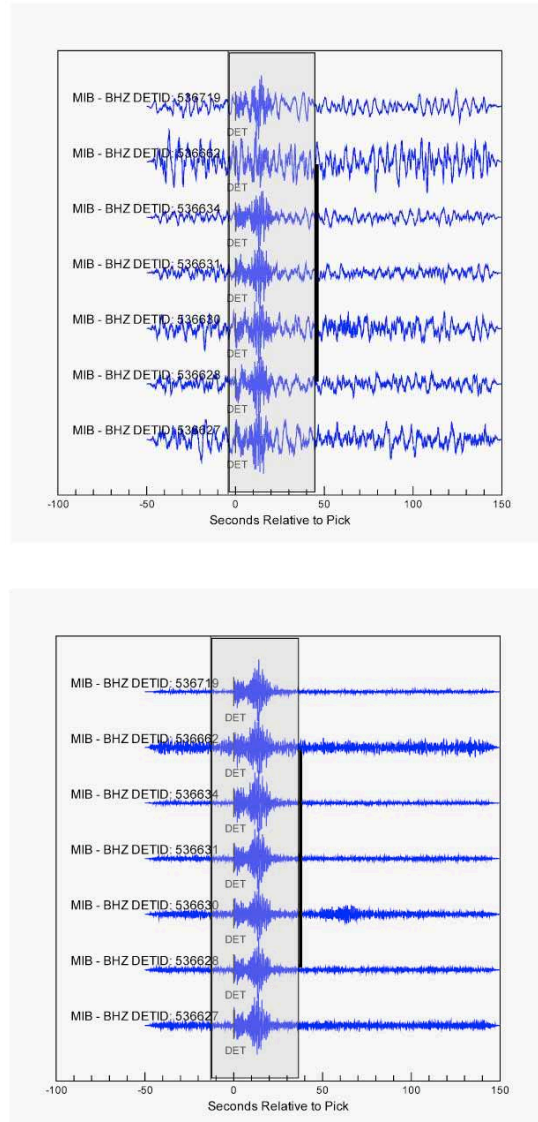 MIB - BHZ DETID: 536719
DET
MIB - BHZ DETID: 536662
DET
MIB - BHZ DETID: 536634
DET
MIB - BHZ DETID: 536631
DET
MIB - BHZ DETID: 536630
DET
MIB - BHZ DETID: 536628
DET
MIB - BHZ DETID: 536627
DET
-100 -50 0 50 100 150
Seconds Relative to Pick
MIB - BHZ DETID: 536719
DET
MIB - BHZ DETID: 536662
DET
MIB - BHZ DETID: 536634
DET
MIB - BHZ DETID: 536631
DET
MIB - BHZ DETID: 536630
DET
MIB - BHZ DETID: 536628
DET
MIB - BHZ DETID: 536627
DET
-100 -50 0 50 100 150
Seconds Relative to Pick